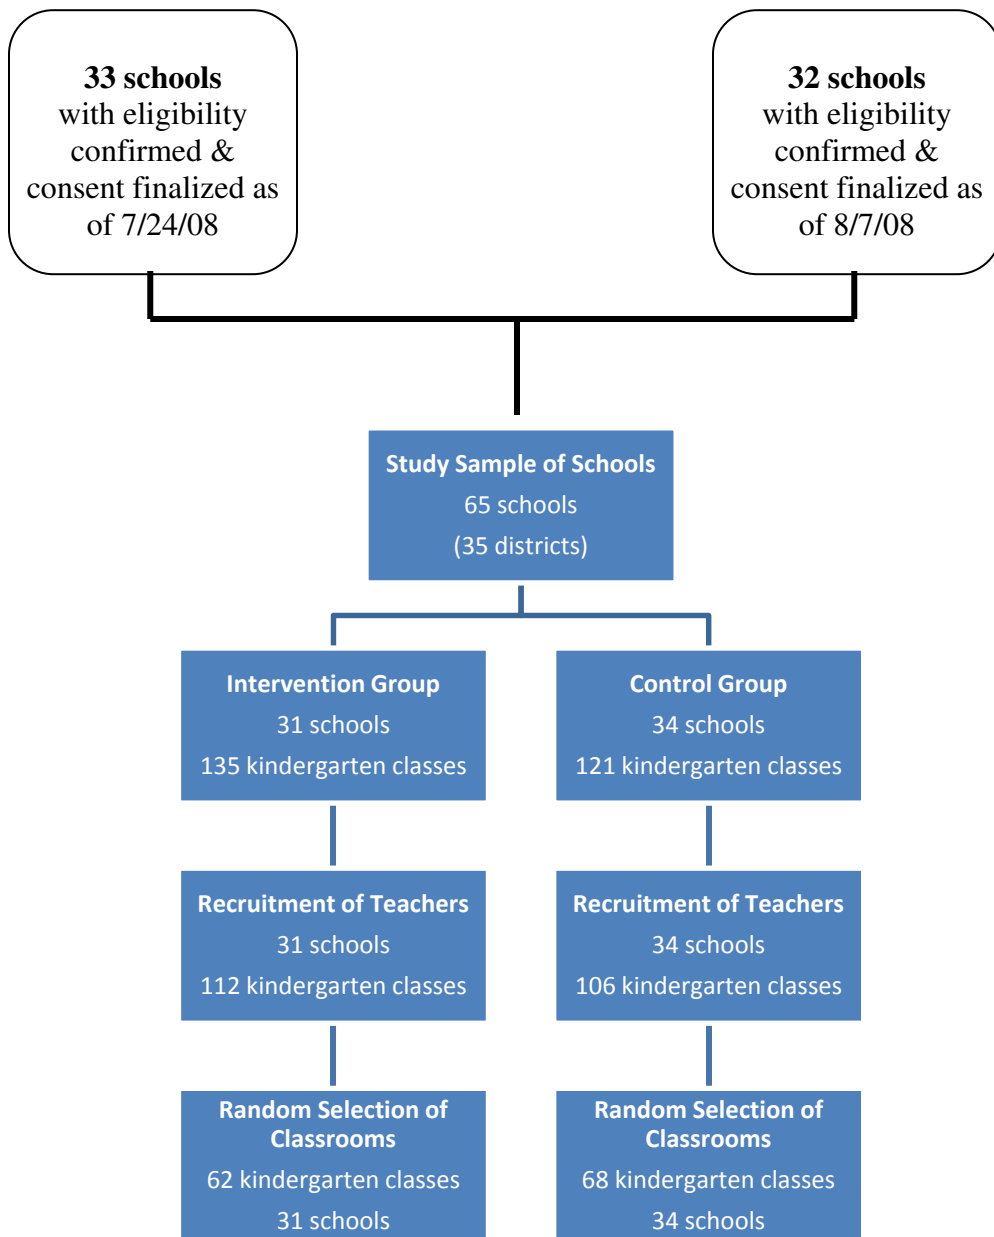 33 schools
with eligibility
confirmed &
consent finalized as
of 7/24/08
32 schools
with eligibility
confirmed &
consent finalized as
of 8/7/08
Study Sample of Schools
65 schools
(35 districts)
Intervention Group
31 schools
135 kindergarten classes
Control Group
34 schools
121 kindergarten classes
Recruitment of Teachers
31 schools
112 kindergarten classes
Recruitment of Teachers
34 schools
106 kindergarten classes
Random Selection of
Classrooms
62 kindergarten classes
31 schools
Random Selection of
Classrooms
68 kindergarten classes
34 schools